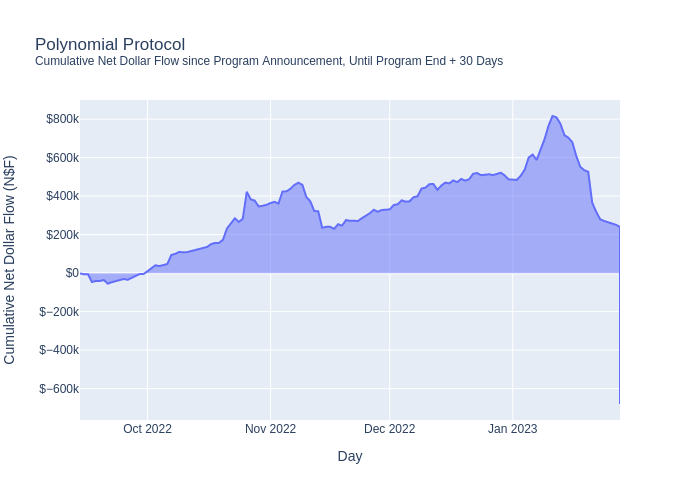 Polynomial Protocol
Cumulative Net Dollar Flow since Program Announcement, Until Program End + 30 Days
Cumulative Net Dollar Flow (N$F)
$800k
$600k
$400k
$200k
$0
$−200k
$−400k
$−600k
Oct 2022
Nov 2022
Dec 2022
Jan 2023
Day